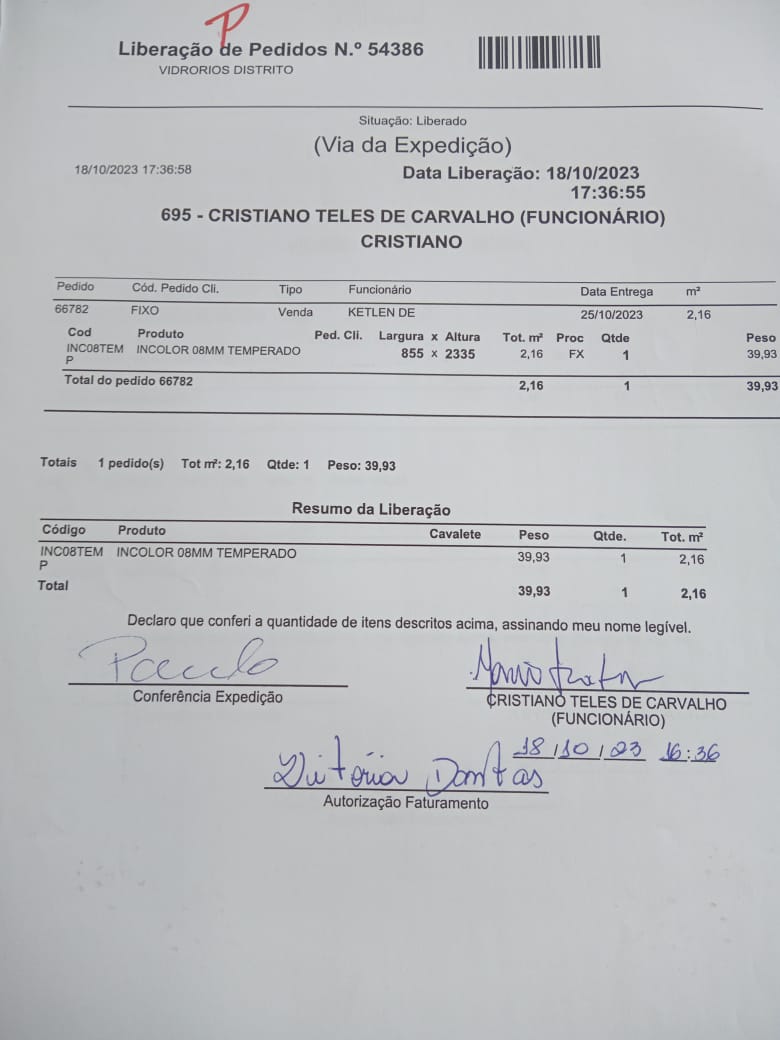 P
Liberação de Pedidos N.º 54386
VIDRORIOS DISTRITO
Situação: Liberado
(Via da Expedição)
18/10/2023 17:36:58
Data Liberação: 18/10/2023
17:36:55
695 - CRISTIANO TELES DE CARVALHO (FUNCIONÁRIO)
CRISTIANO
Pedido Cód. Pedido Cli. Tipo Funcionário Data Entrega m²
66782 FIXO Venda KETLEN DE 25/10/2023 2,16
Cod Produto Ped. Cli. Largura x Altura Tot. m² Proc Qtde Peso
INC08TEM INCOLOR 08MM TEMPERADO 855 x 2335 2,16 FX 1 39,93
P
Total do pedido 66782 2,16 1 39,93
Totais 1 pedido(s) Tot m²: 2,16 Qtde: 1 Peso: 39,93
Resumo da Liberação
Código Produto Cavalete Peso Qtde. Tot. m²
INC08TEM INCOLOR 08MM TEMPERADO 39,93 1 2,16
P
Total 39,93 1 2,16
Declaro que conferi a quantidade de itens descritos acima, assinando meu nome legível.
Paulo
Conferência Expedição
CRISTIANO TELES DE CARVALHO
(FUNCIONÁRIO)
18/10/23 16:36
Vitória Dantas
Autorização Faturamento